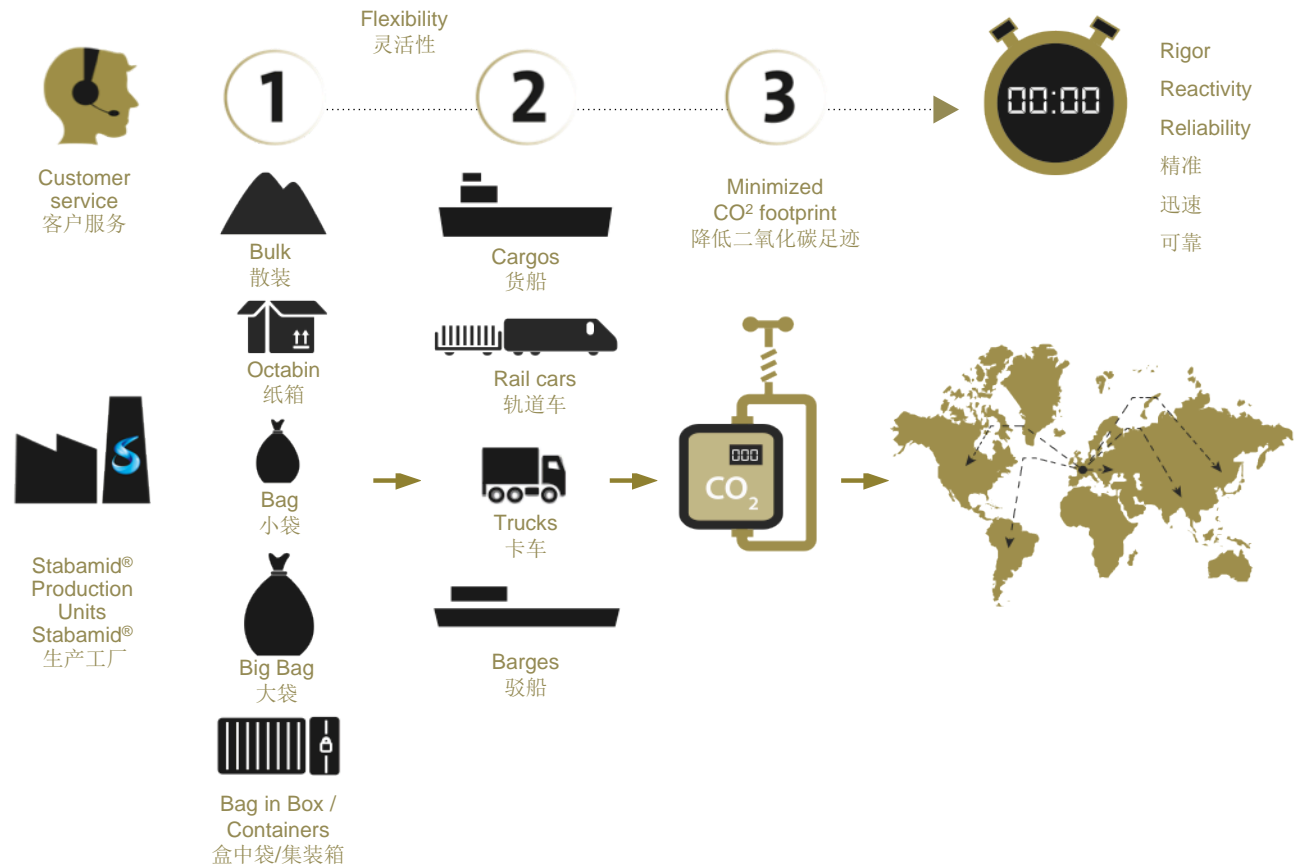 Flexibility
灵活性
1
2
3
00:00
Rigor
Reactivity
Reliability
精准
迅速
可靠
Customer
service
客户服务
Minimized
CO² footprint
降低二氧化碳足迹
Bulk
散装
Cargos
货船
Octabin
纸箱
Rail cars
轨道车
Bag
小袋
Trucks
卡车
000
CO₂
Stabamid®
Production
Units
Stabamid®
生产工厂
Big Bag
大袋
Barges
驳船
Bag in Box /
Containers
盒中袋/集装箱